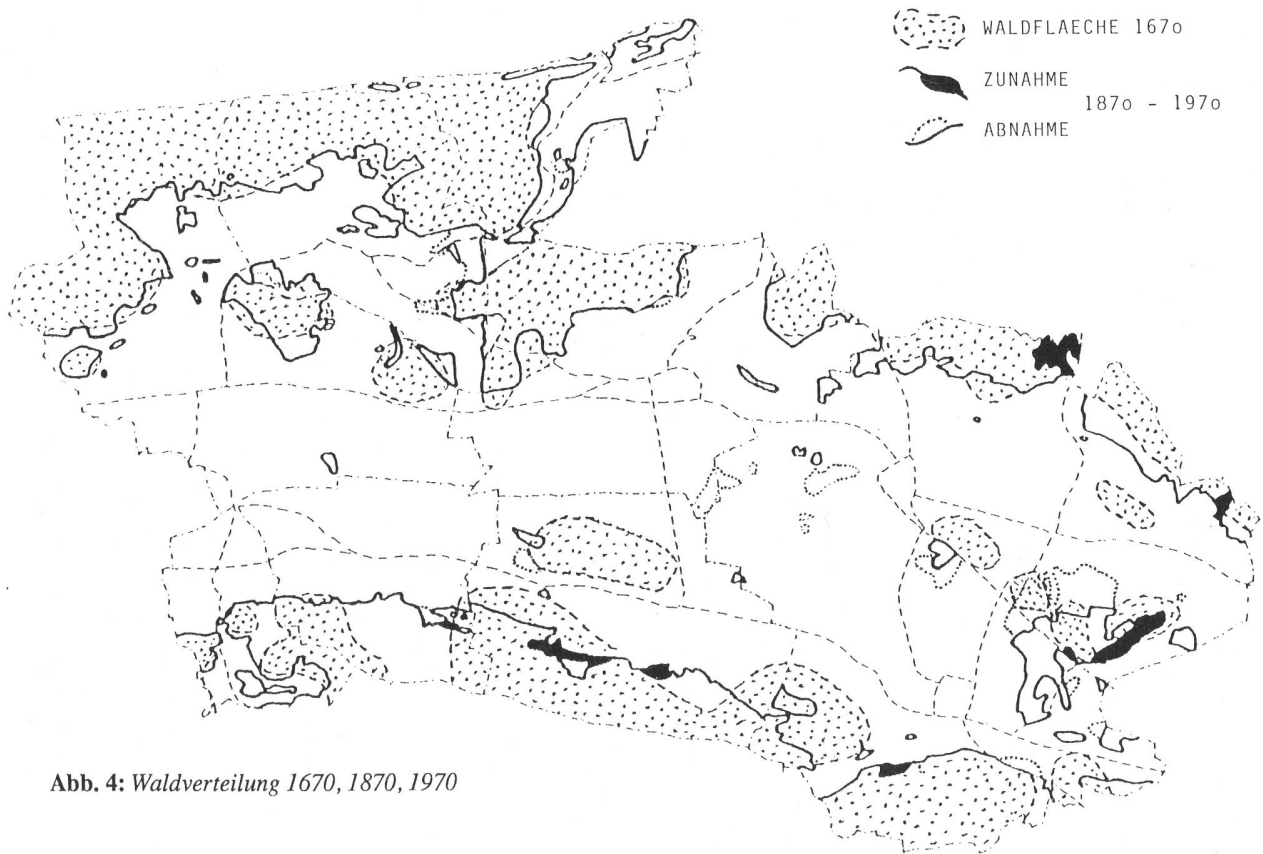 WALDFLAECHE 167o
ZUNAHME
187o - 197o
ABNAHME
Abb. 4: Waldverteilung 1670, 1870, 1970